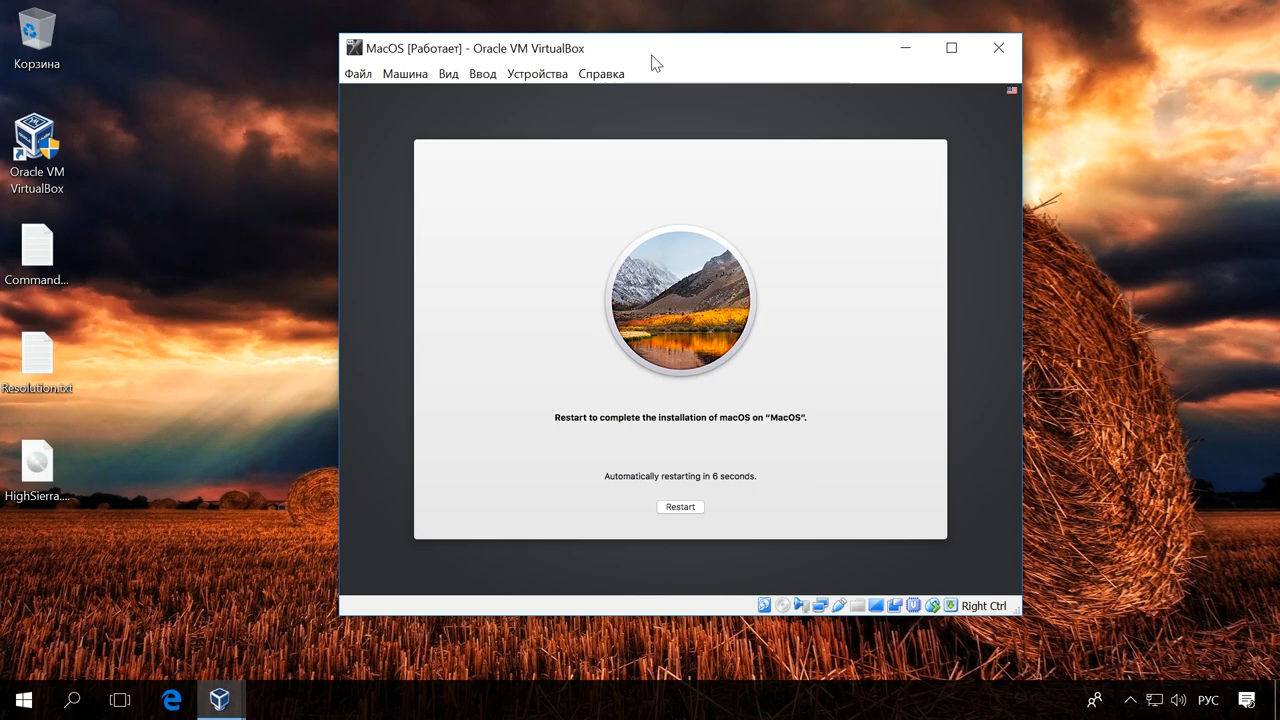 Корзина
Oracle VM
VirtualBox
Command...
Resolution.txt
HighSierra....
MacOS [Работает] - Oracle VM VirtualBox
Файл Машина Вид Ввод Устройства Справка
Restart to complete the installation of macOS on “MacOS”.
Automatically restarting in 6 seconds.
Restart
Right Ctrl
РУС